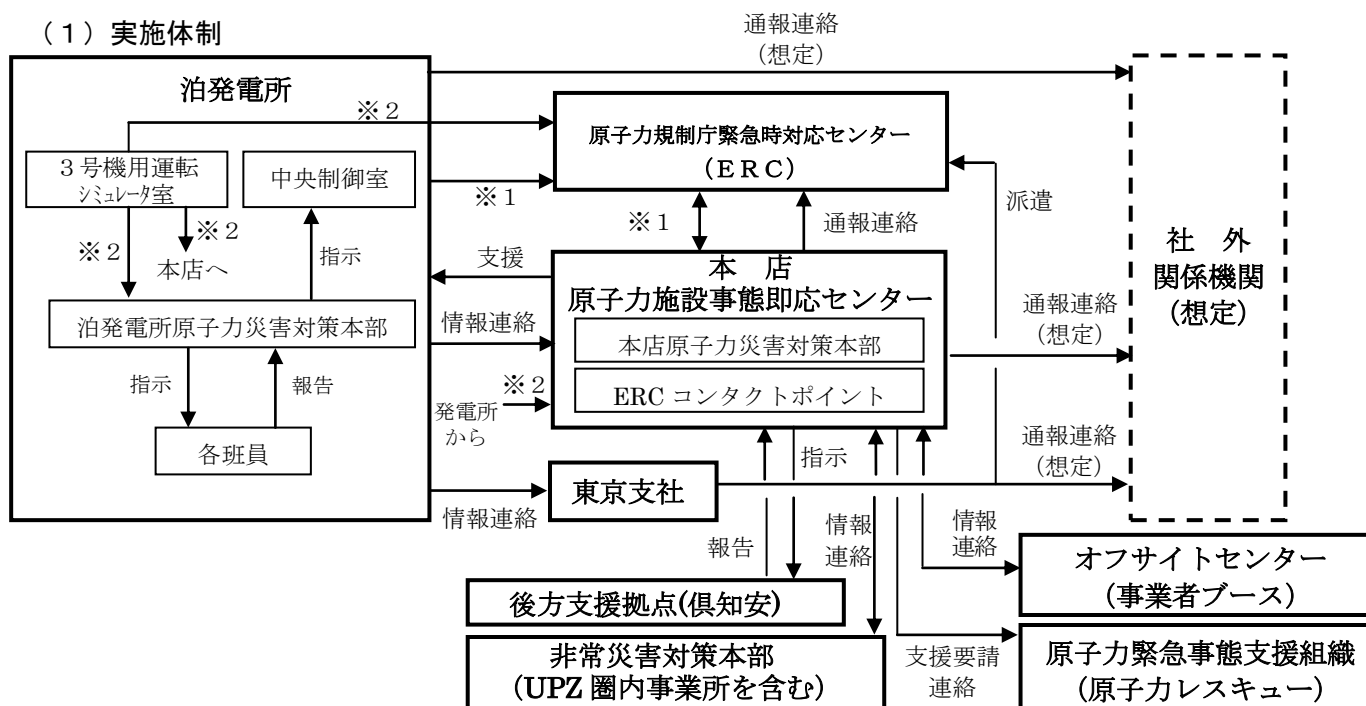 （１）実施体制
通報連絡
（想定）
泊発電所
※２
原子力規制庁緊急時対応センター
（ＥＲＣ）
３号機用運転
シミュレータ室
中央制御室
※１
派遣
※２
※２
本店へ
指示
※１
通報連絡
社　外
関係機関
（想定）
支援
本　店
原子力施設事態即応センター
泊発電所原子力災害対策本部
情報連絡
本店原子力災害対策本部
通報連絡
（想定）
指示
報告
※２
発電所
から
ERC コンタクトポイント
各班員
指示
通報連絡
（想定）
東京支社
情報連絡
報告
情報
連絡
情報
連絡
オフサイトセンター
（事業者ブース）
後方支援拠点(倶知安)
非常災害対策本部
（UPZ 圏内事業所を含む）
支援要請
連絡
原子力緊急事態支援組織
（原子力レスキュー）